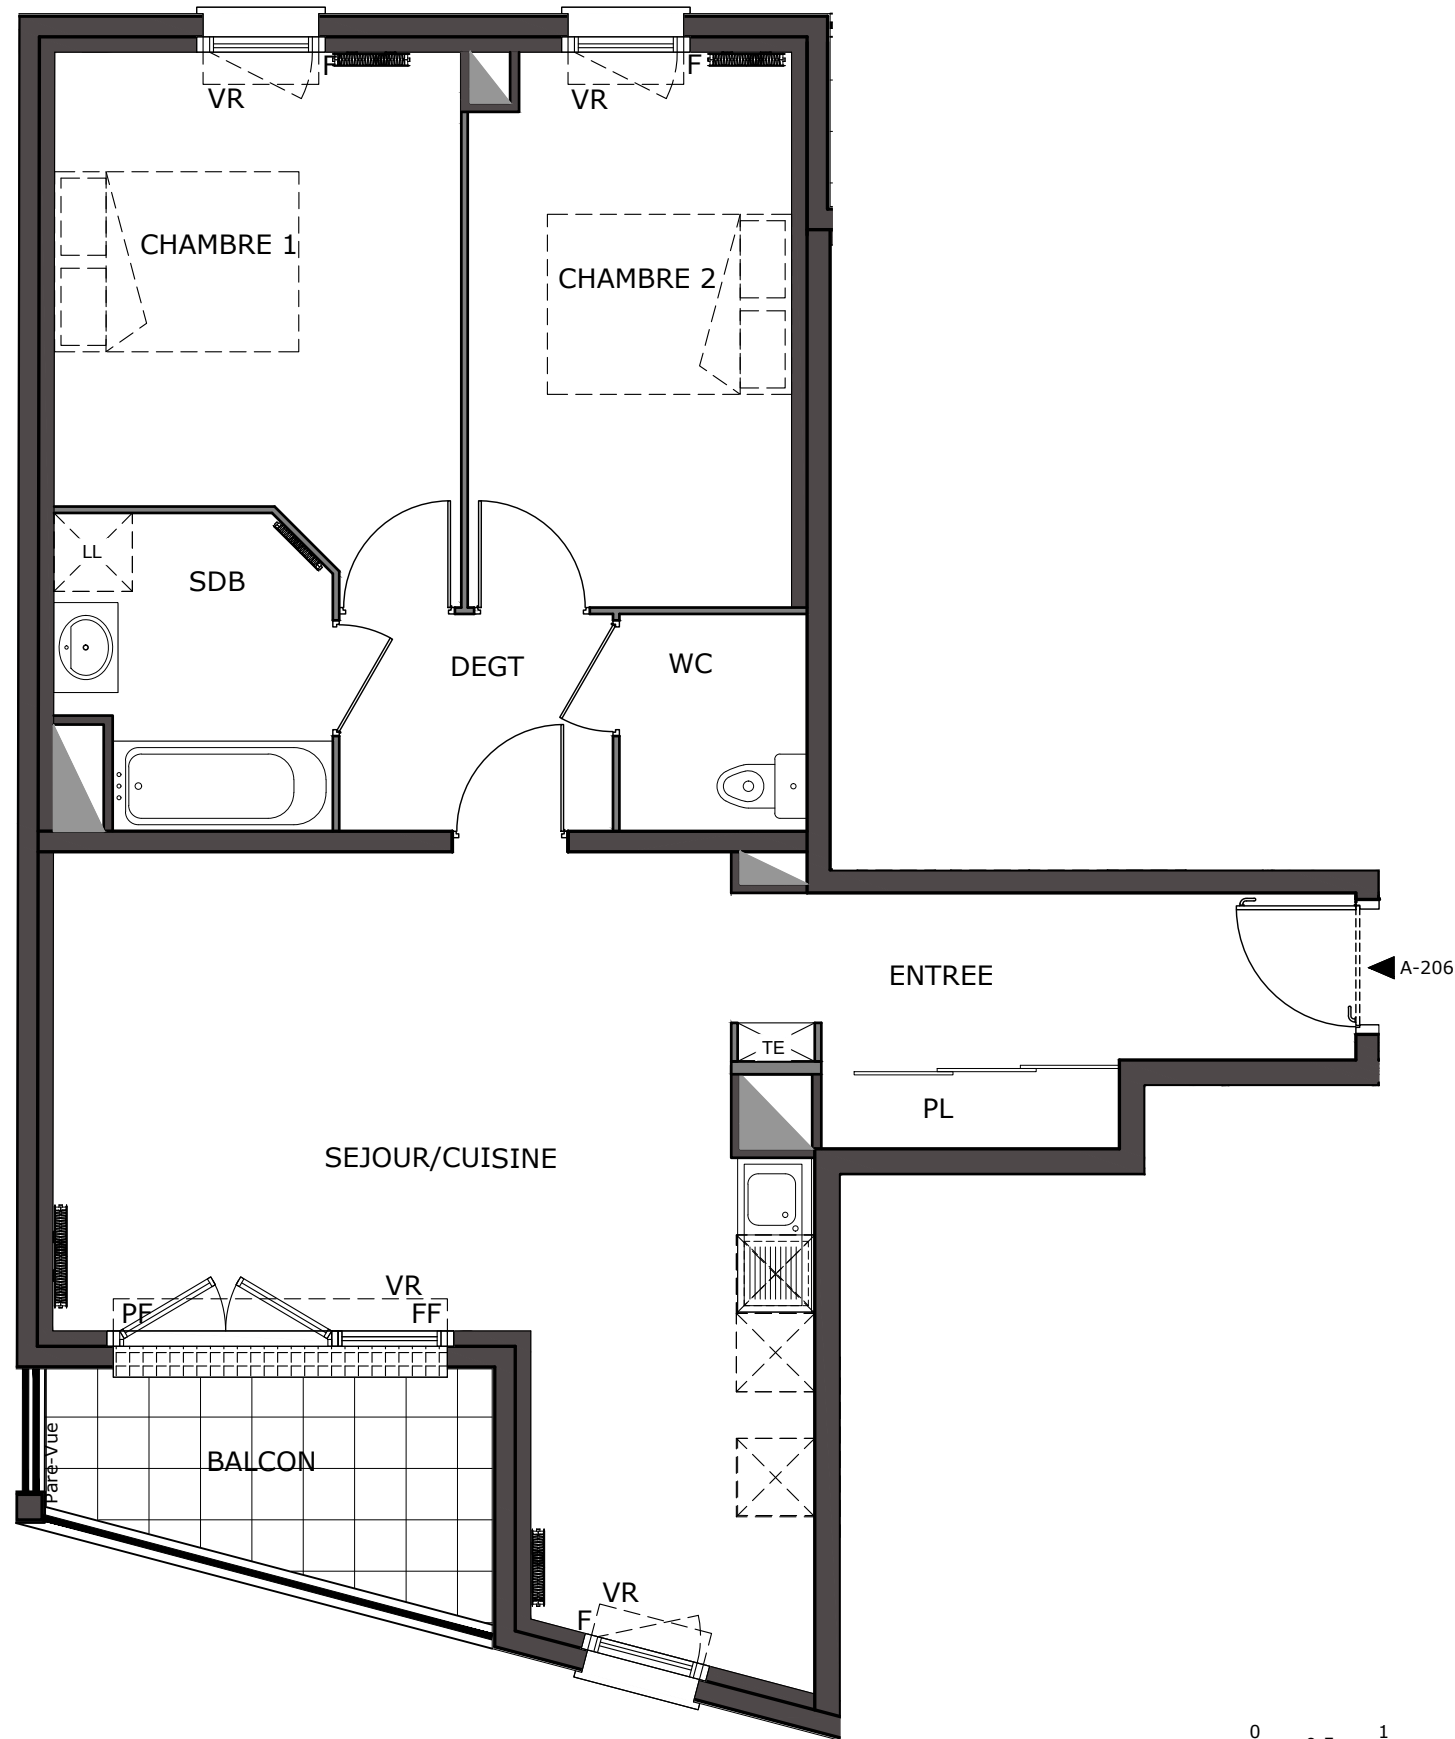 F
F
VR
VR
CHAMBRE 1
CHAMBRE 2
LL
SDB
DEGT
WC
ENTREE
A-206
TE
PL
SEJOUR/CUISINE
VR
PF
FF
Pare-Vue
BALCON
VR
F
0
1